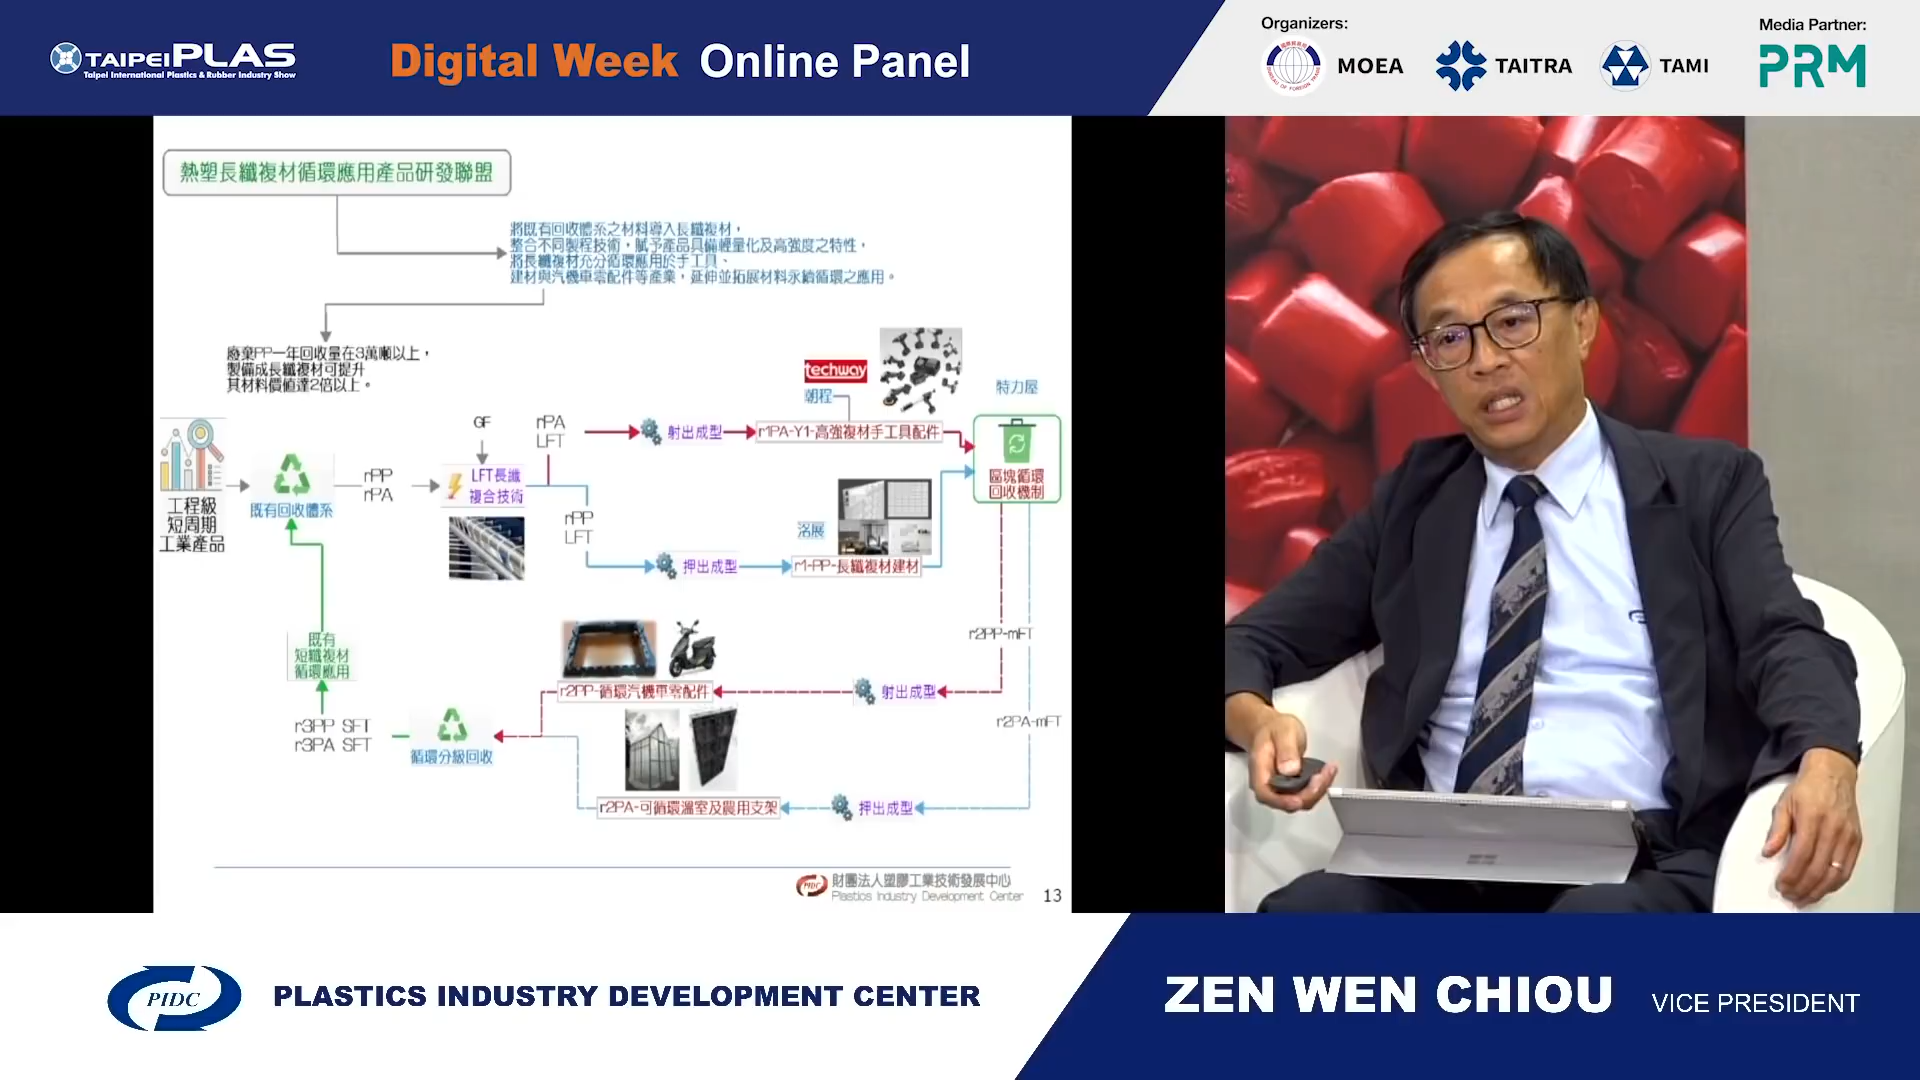 TAIPEIPLAS
Taipei International Plastics & Rubber Industry Show
Digital Week Online Panel
Organizers:
BUREAU OF FOREIGN TRADE
MOEA
TAITRA
TAMI
Media Partner:
PRM
熱塑長纖複材循環應用產品研發聯盟
將既有回收體系之材料導入長纖複材，
整合不同製程技術，賦予產品具備輕量化及高強度之特性，
將長纖複材充分循環應用於手工具、
建材與汽機車零配件等產業，延伸並拓展材料永續循環之應用。
廢棄PP一年回收量在3萬噸以上，
製備成長纖複材可提升
其材料價值達2倍以上。
工程級
短周期
工業產品
既有回收體系
rPP
rPA
GF
LFT長纖
複合技術
rPA
LFT
射出成型
techway
朝程
r1PA-Y1-高強複材手工具配件
特力屋
區塊循環
回收機制
rPP
LFT
押出成型
洛展
r1-PP-長纖複材建材
r2PP-mFT
射出成型
r2PP-循環汽機車零配件
r2PA-mFT
押出成型
r2PA-可循環溫室及農用支架
循環分級回收
r3PP SFT
r3PA SFT
既有
短纖複材
循環應用
PIDC
財團法人塑膠工業技術發展中心
Plastics Industry Development Center
13
PIDC
PLASTICS INDUSTRY DEVELOPMENT CENTER
ZEN WEN CHIOU
VICE PRESIDENT